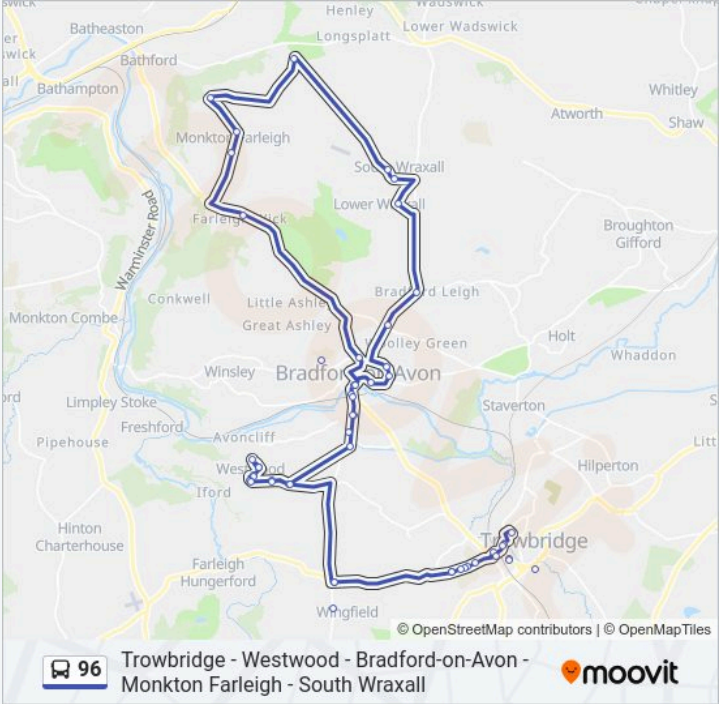 Wadswick
Henley
Batheaston
Lower Wadswick
Longsplatt
Bathford
Bathampton
Whitley
Atworth
Shaw
Monkton Farleigh
South Wraxall
Warminster Road
Farleigh Wick
Broughton
Gifford
Conkwell
Little Ashley
Bradford Leigh
Monkton Combe
Great Ashley
Woolley Green
Holt
Whaddon
Winsley
Bradford-on-Avon
Limpley Stoke
Staverton
Freshford
Avoncliff
Pipehouse
Westwood
Hilperton
Iford
Hinton
Charterhouse
Trowbridge
Farleigh
Hungerford
Wingfield
© OpenStreetMap contributors | © OpenMapTiles
96
Trowbridge - Westwood - Bradford-on-Avon -
Monkton Farleigh - South Wraxall
moovit